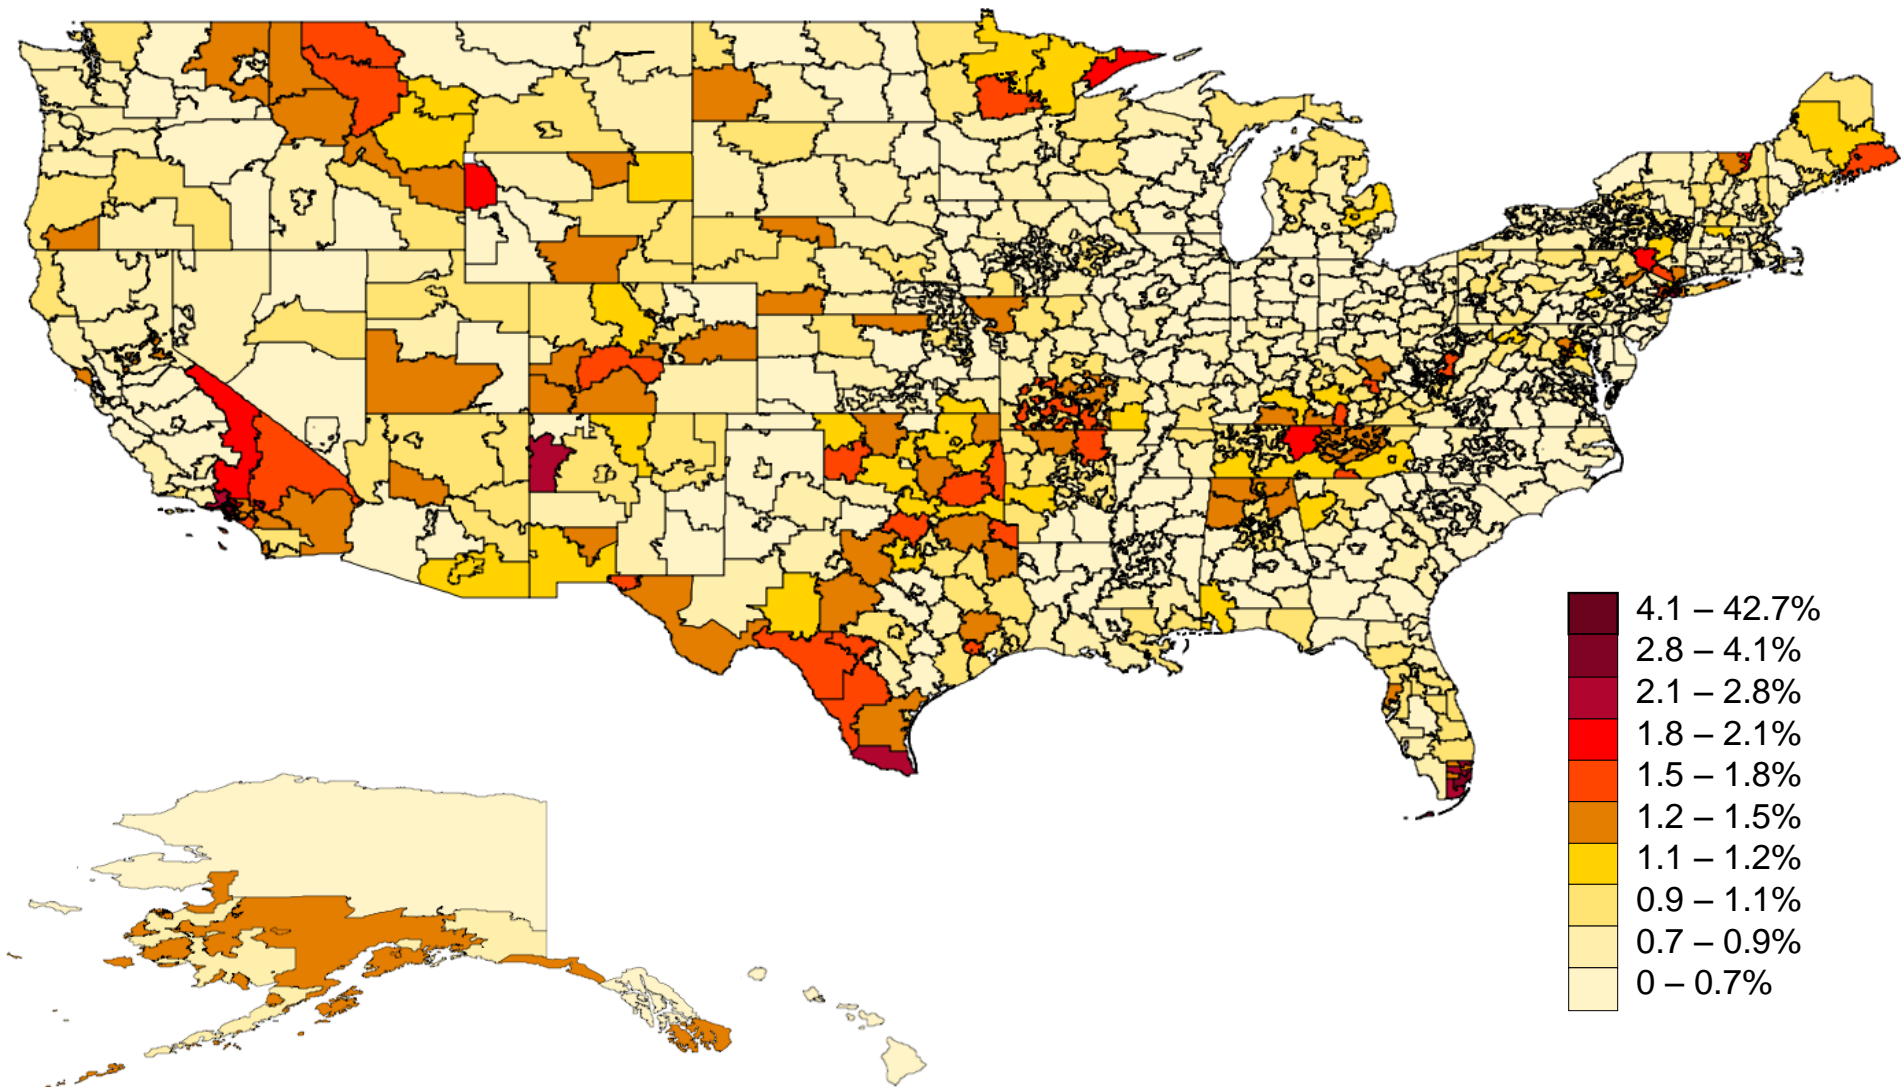 4.1 – 42.7%
2.8 – 4.1%
2.1 – 2.8%
1.8 – 2.1%
1.5 – 1.8%
1.2 – 1.5%
1.1 – 1.2%
0.9 – 1.1%
0.7 – 0.9%
0 – 0.7%